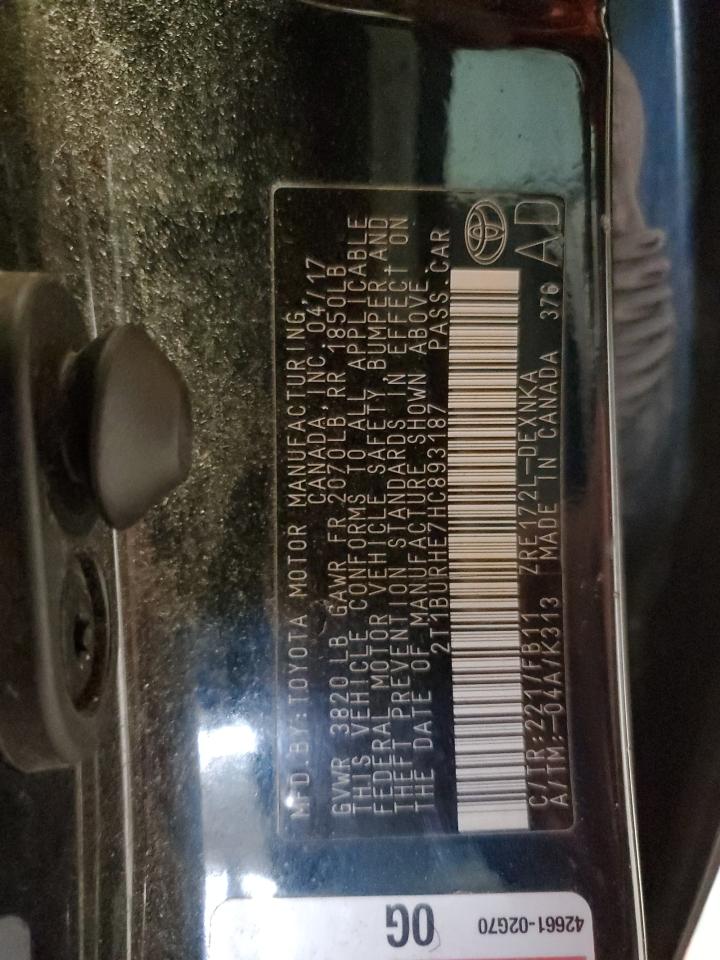 MFD.BY:TOYOTA MOTOR MANUFACTURING,
CANADA,INC. 04/17
GVWR 3820LB GAWR FR 2070LB RR 1850LB
THIS VEHICLE CONFORMS TO ALL APPLICABLE
FEDERAL MOTOR VEHICLE SAFETY, BUMPER, AND
THEFT PREVENTION STANDARDS IN EFFECT ON
THE DATE OF MANUFACTURE SHOWN ABOVE.
2T1BURHE7HC893187 PASS.CAR
C/TR:221/FB11 ZRE172L-DEXNKA
A/TM:-04A/K313 MADE IN CANADA 376 AD
0G
42661-02G70